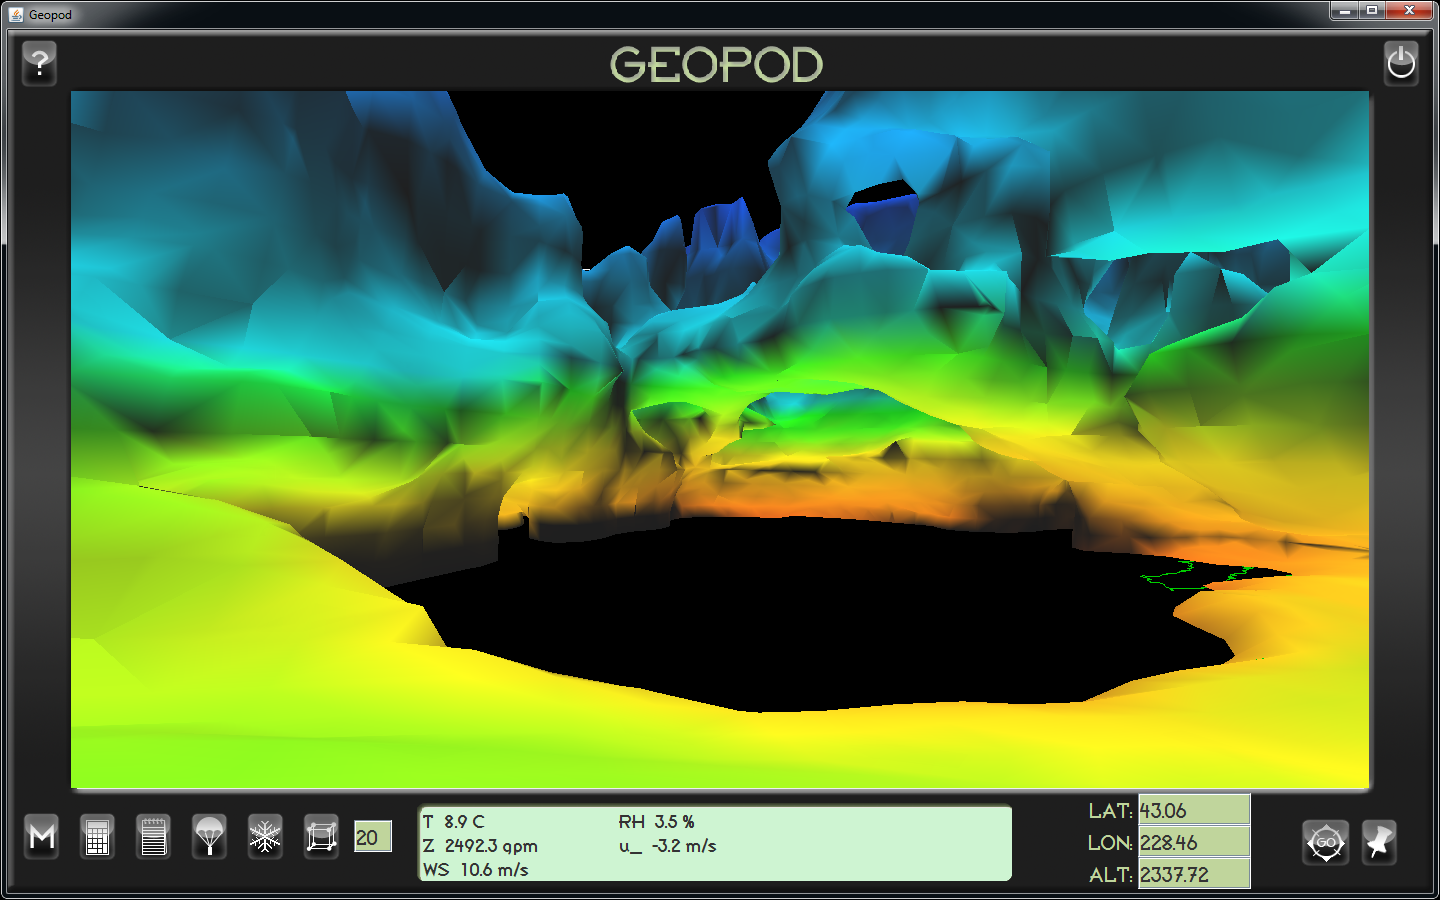 Geopod
?
GEOPOD
M
20
T 8.9 C RH 3.5 %
Z 2492.3 gpm u_ -3.2 m/s
WS 10.6 m/s
LAT: 43.06
LON: 228.46
ALT: 2337.72
GO